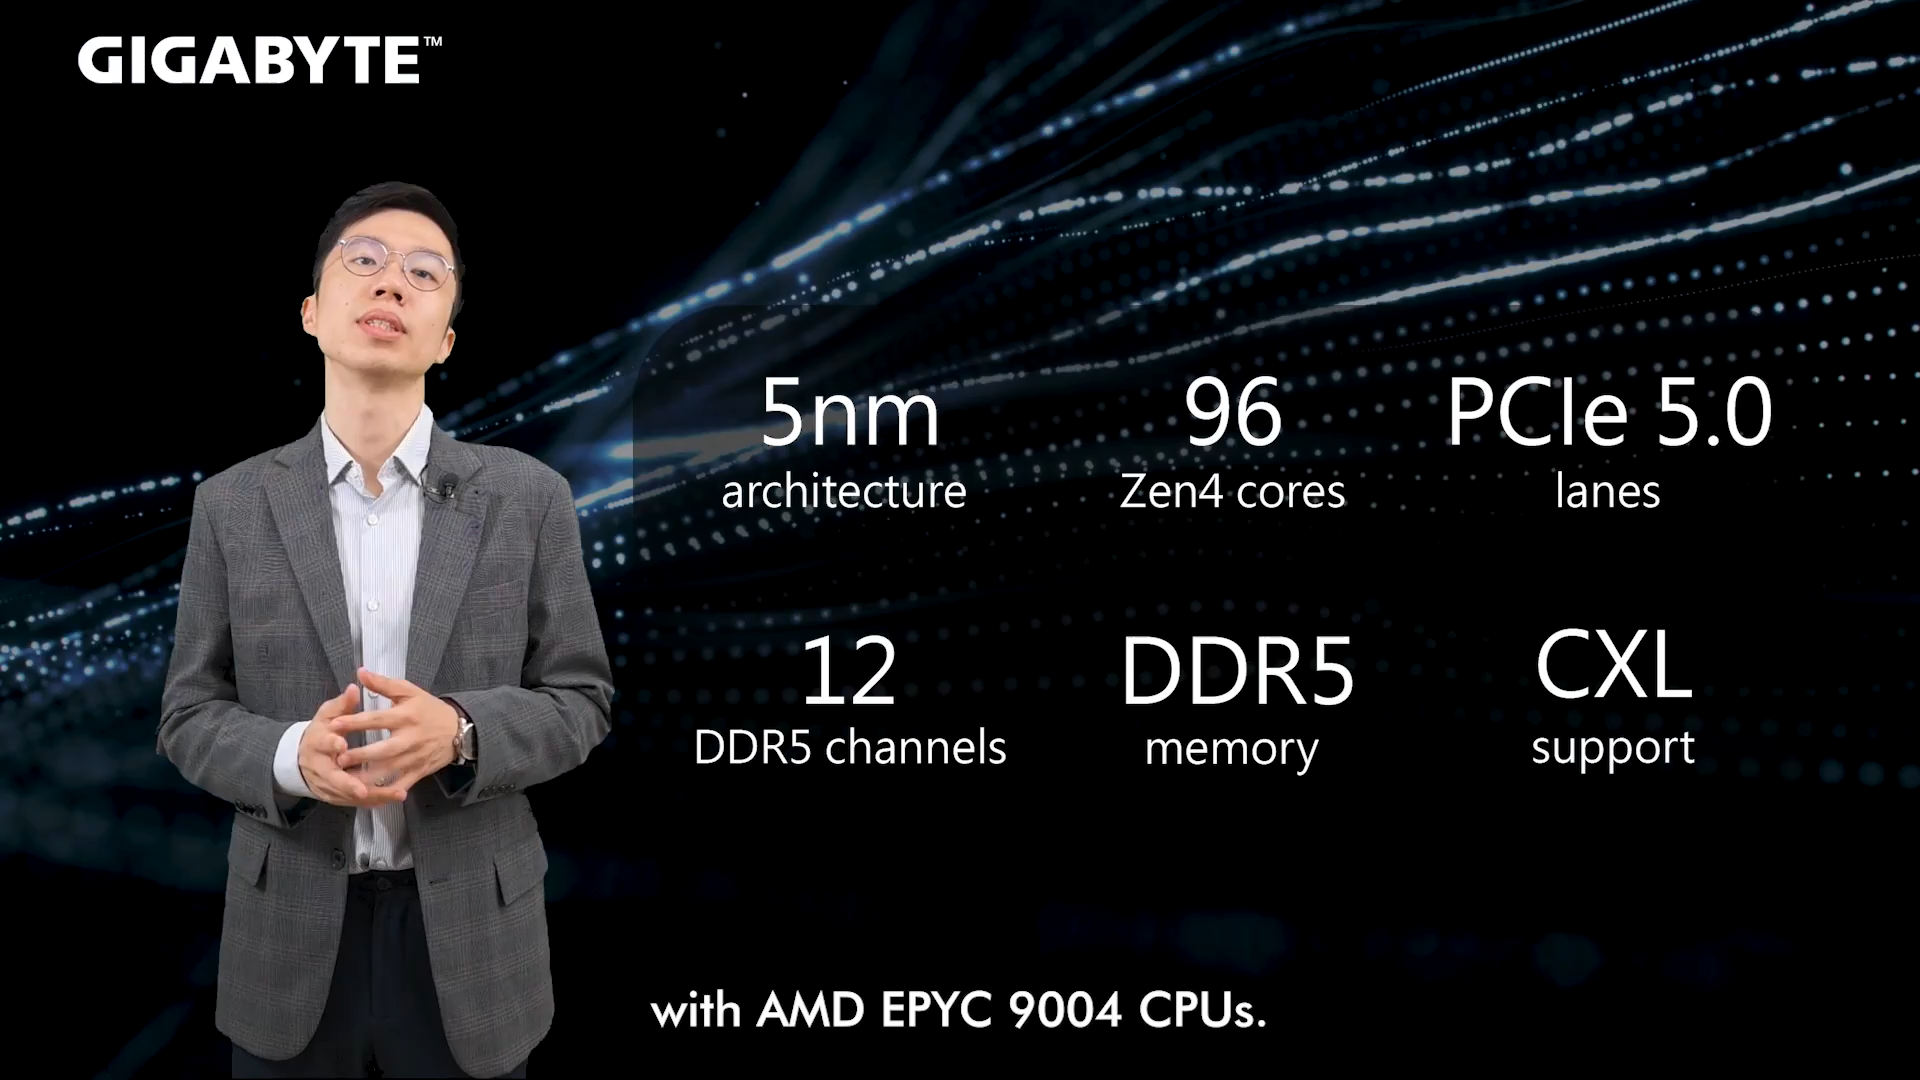 GIGABYTE™
5nm
architecture
96
Zen4 cores
PCIe 5.0
lanes
12
DDR5 channels
DDR5
memory
CXL
support
with AMD EPYC 9004 CPUs.